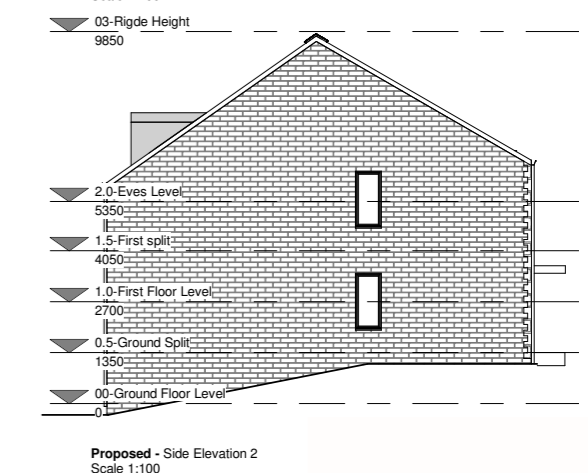 03-Rigde Height
9850
2.0-Eves Level
5350
1.5-First split
4050
1.0-First Floor Level
2700
0.5-Ground Split
1350
00-Ground Floor Level
0
Proposed - Side Elevation 2
Scale 1:100